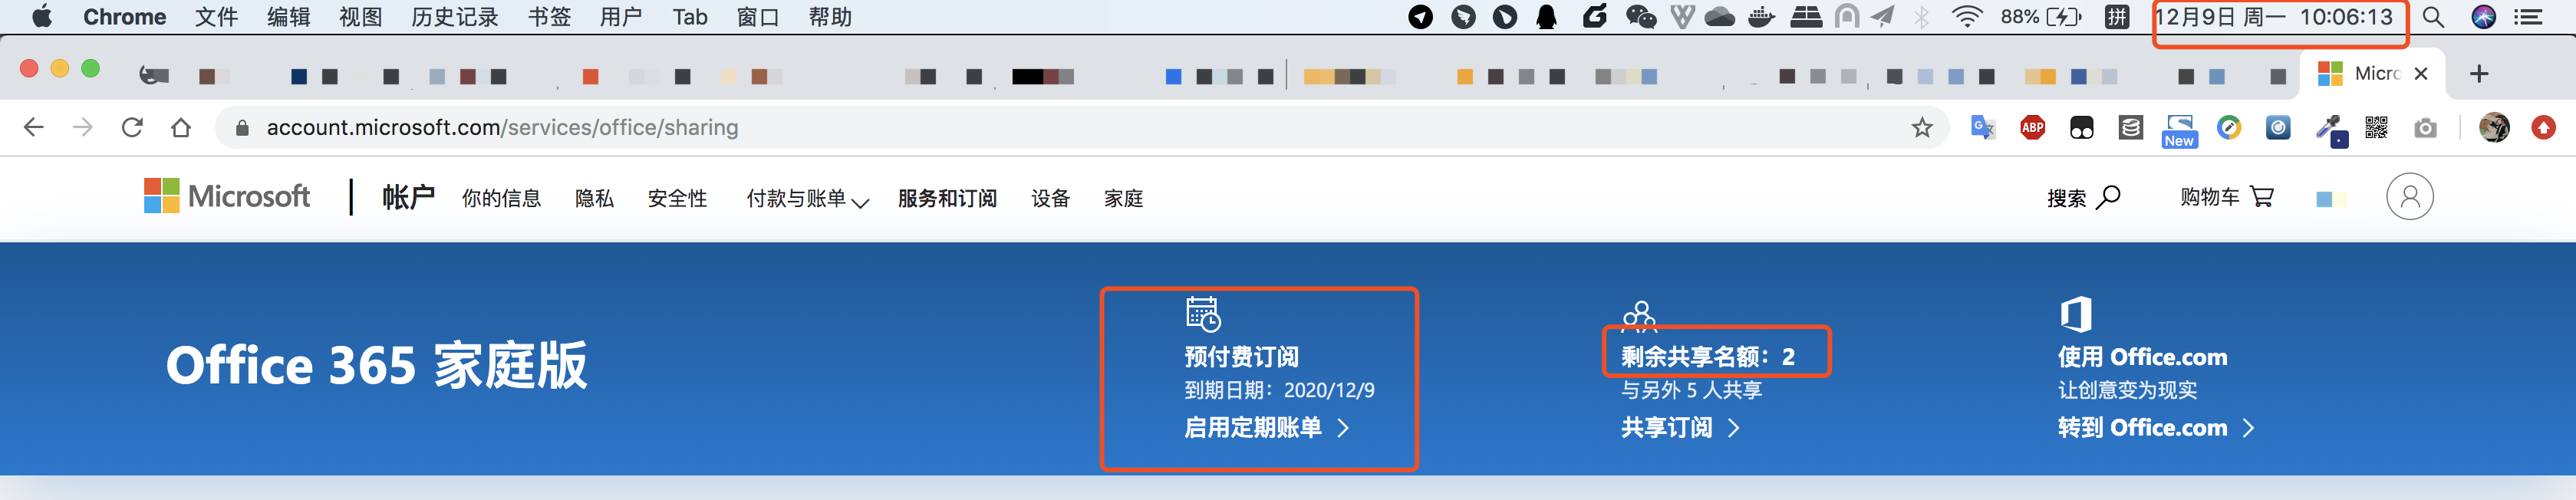 Chrome 文件 编辑 视图 历史记录 书签 用户 Tab 窗口 帮助 88% 拼 12月9日 周一 10:06:13
Micro
account.microsoft.com/services/office/sharing ABP New
Microsoft 帐户 你的信息 隐私 安全性 付款与账单 服务和订阅 设备 家庭 搜索 购物车
Office 365 家庭版
预付费订阅
到期日期：2020/12/9
启用定期账单
剩余共享名额：2
与另外 5 人共享
共享订阅
使用 Office.com
让创意变为现实
转到 Office.com